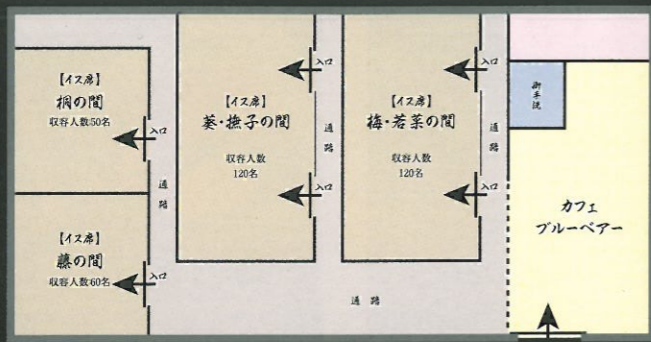 【イス席】
桐の間
収容人数50名
入口
【イス席】
藤の間
収容人数60名
入口
通路
【イス席】
葵・撫子の間
収容人数
120名
入口
入口
通路
【イス席】
梅・若菜の間
収容人数
120名
入口
入口
通路
通路
御手洗
カフェ
ブルーベアー